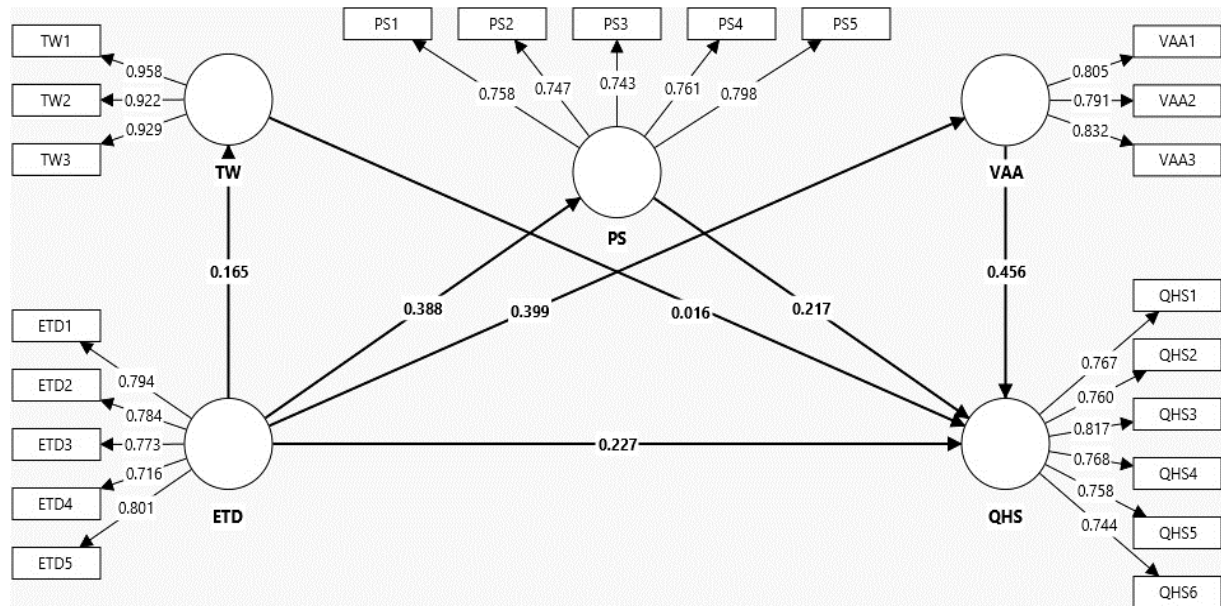 PS1
PS2
PS3
PS4
PS5
0.758
0.747
0.743
0.761
0.798
PS
TW1
TW2
TW3
0.958
0.922
0.929
TW
VAA1
VAA2
VAA3
0.805
0.791
0.832
VAA
0.165
0.388
0.399
0.016
0.217
0.456
0.227
ETD1
ETD2
ETD3
ETD4
ETD5
0.794
0.784
0.773
0.716
0.801
ETD
QHS1
QHS2
QHS3
QHS4
QHS5
QHS6
0.767
0.760
0.817
0.768
0.758
0.744
QHS